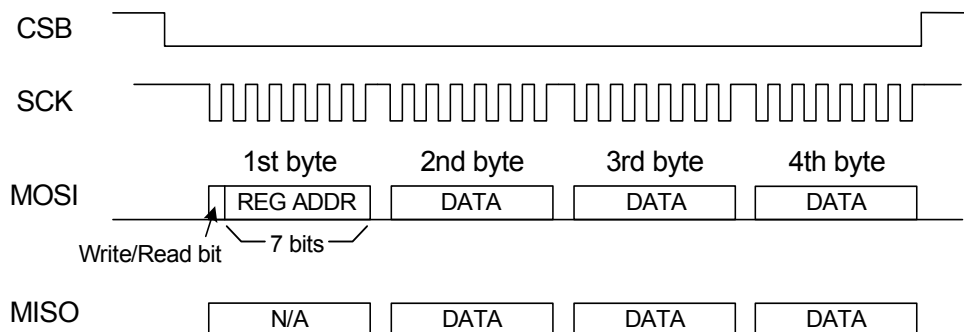 CSB
SCK
1st byte 2nd byte 3rd byte 4th byte
MOSI REG ADDR DATA DATA DATA
Write/Read bit 7 bits
MISO N/A DATA DATA DATA